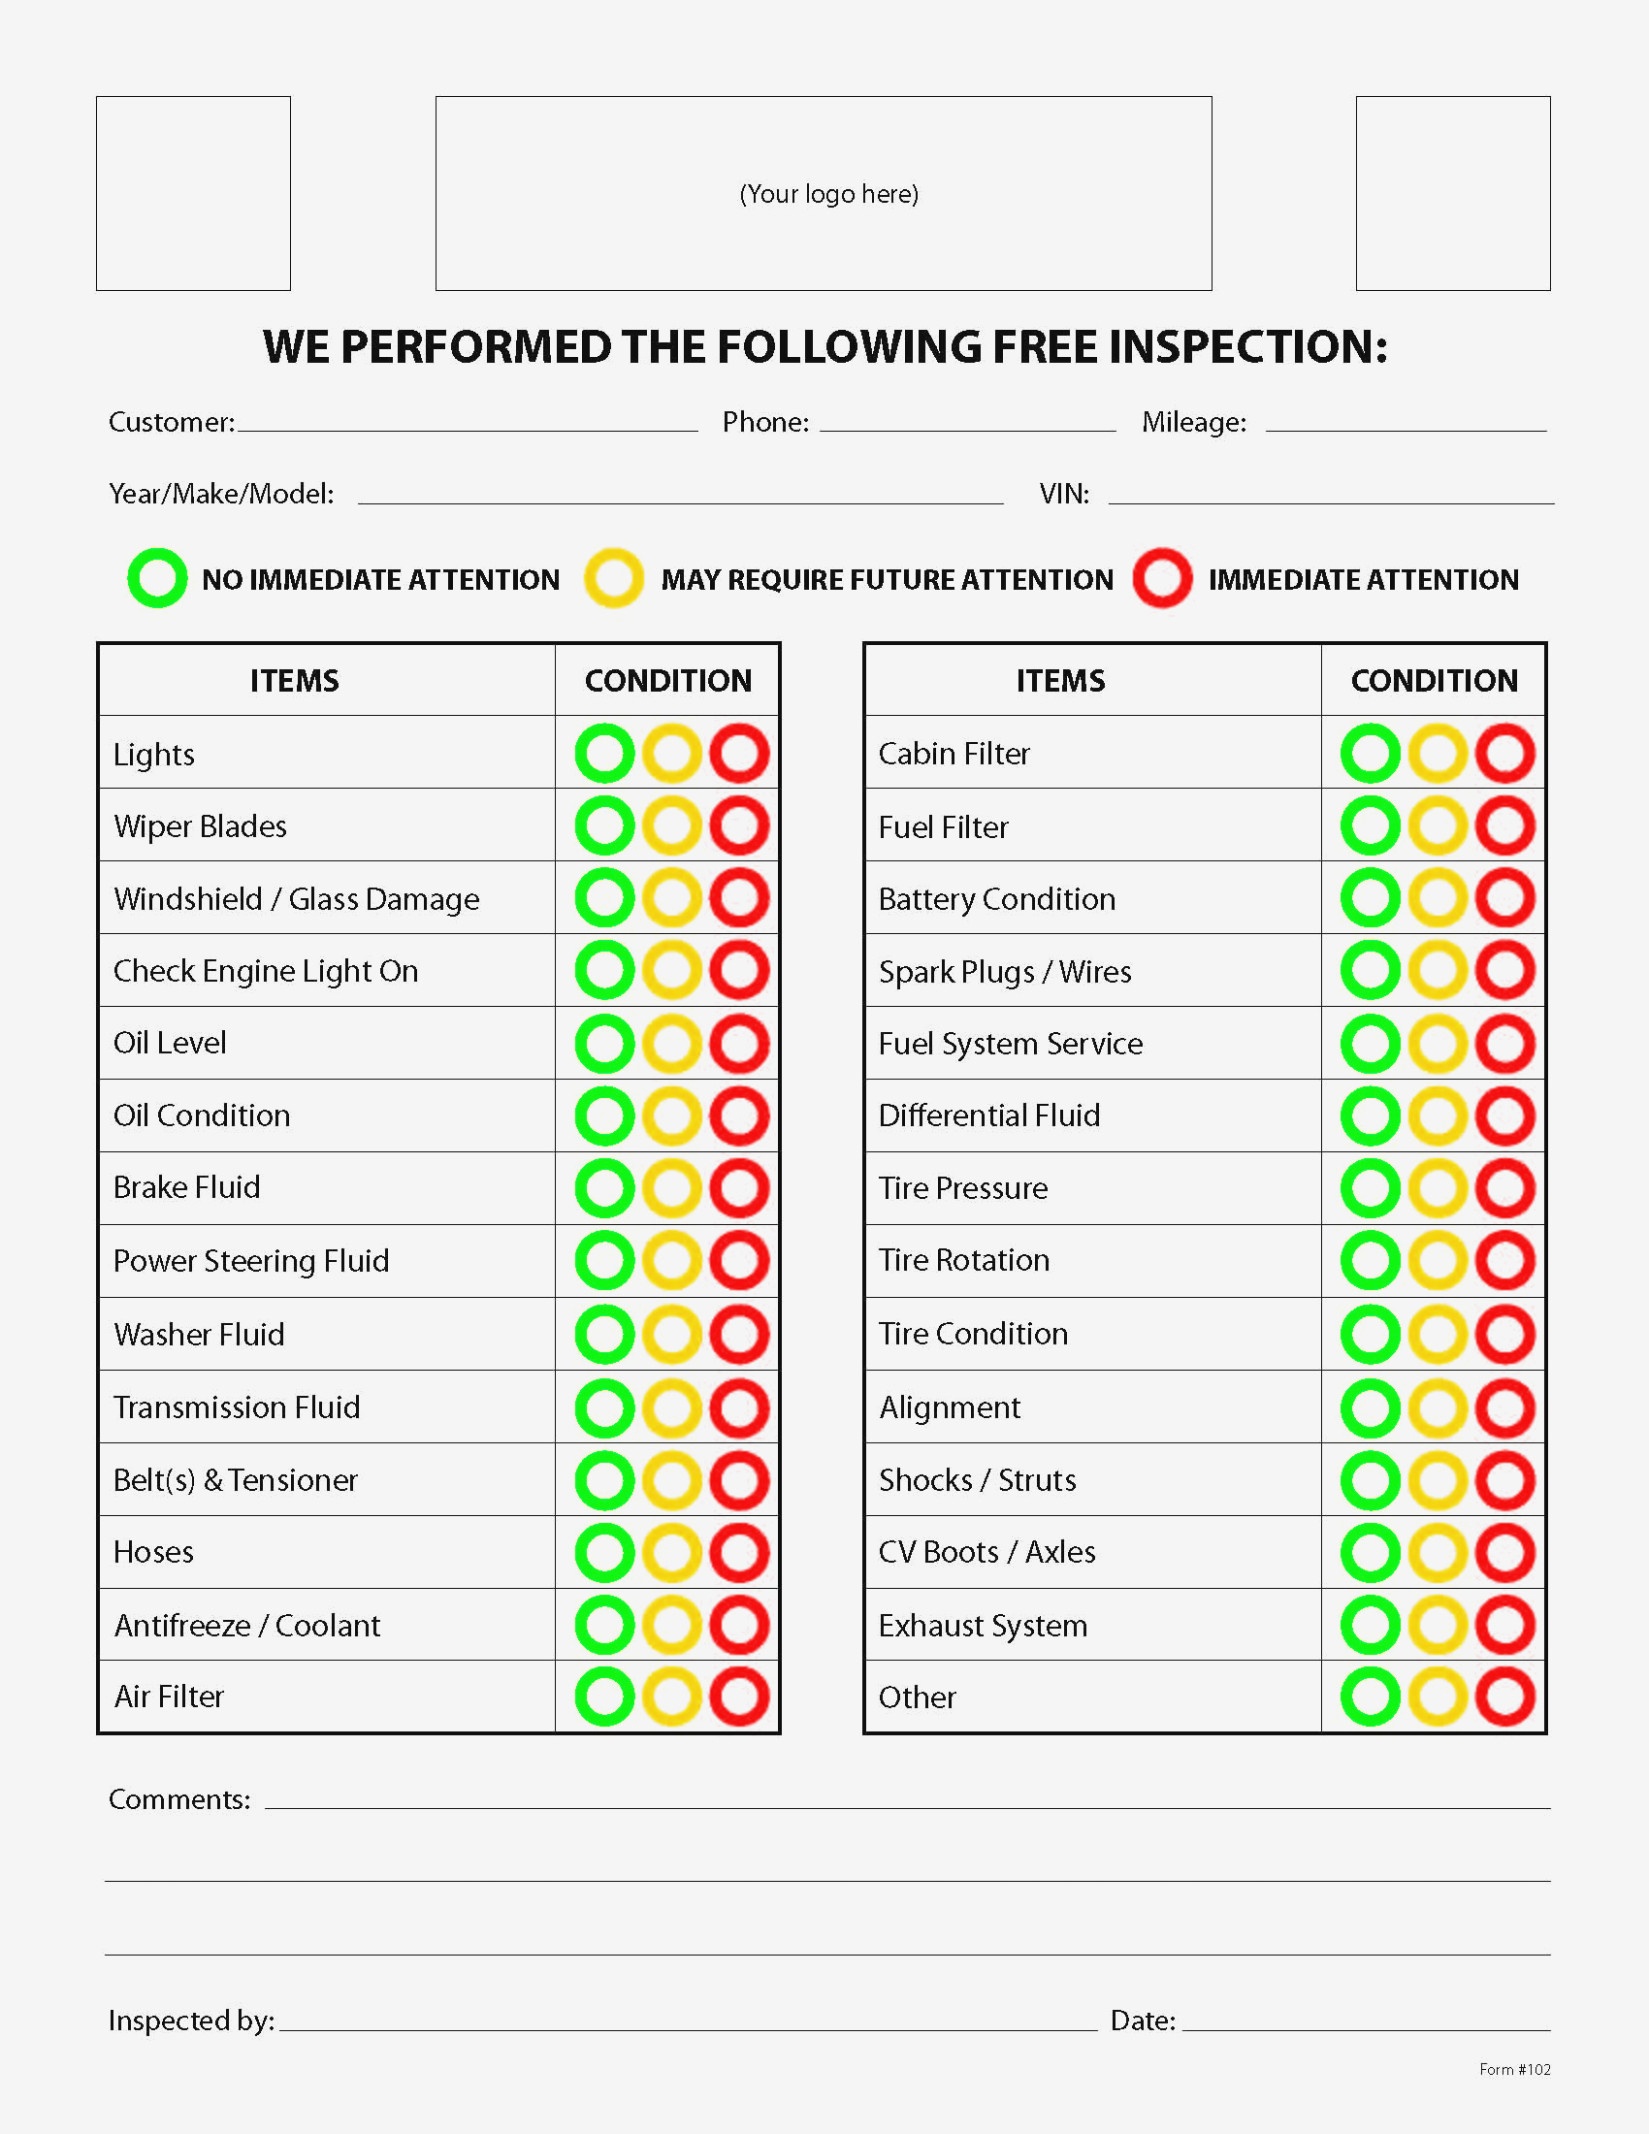 (Your logo here)
WE PERFORMED THE FOLLOWING FREE INSPECTION:
Customer: Phone: Mileage:
Year/Make/Model: VIN:
NO IMMEDIATE ATTENTION MAY REQUIRE FUTURE ATTENTION IMMEDIATE ATTENTION
ITEMS CONDITION
Lights
Wiper Blades
Windshield / Glass Damage
Check Engine Light On
Oil Level
Oil Condition
Brake Fluid
Power Steering Fluid
Washer Fluid
Transmission Fluid
Belt(s) & Tensioner
Hoses
Antifreeze / Coolant
Air Filter
ITEMS CONDITION
Cabin Filter
Fuel Filter
Battery Condition
Spark Plugs / Wires
Fuel System Service
Differential Fluid
Tire Pressure
Tire Rotation
Tire Condition
Alignment
Shocks / Struts
CV Boots / Axles
Exhaust System
Other
Comments:
Inspected by: Date:
Form #102